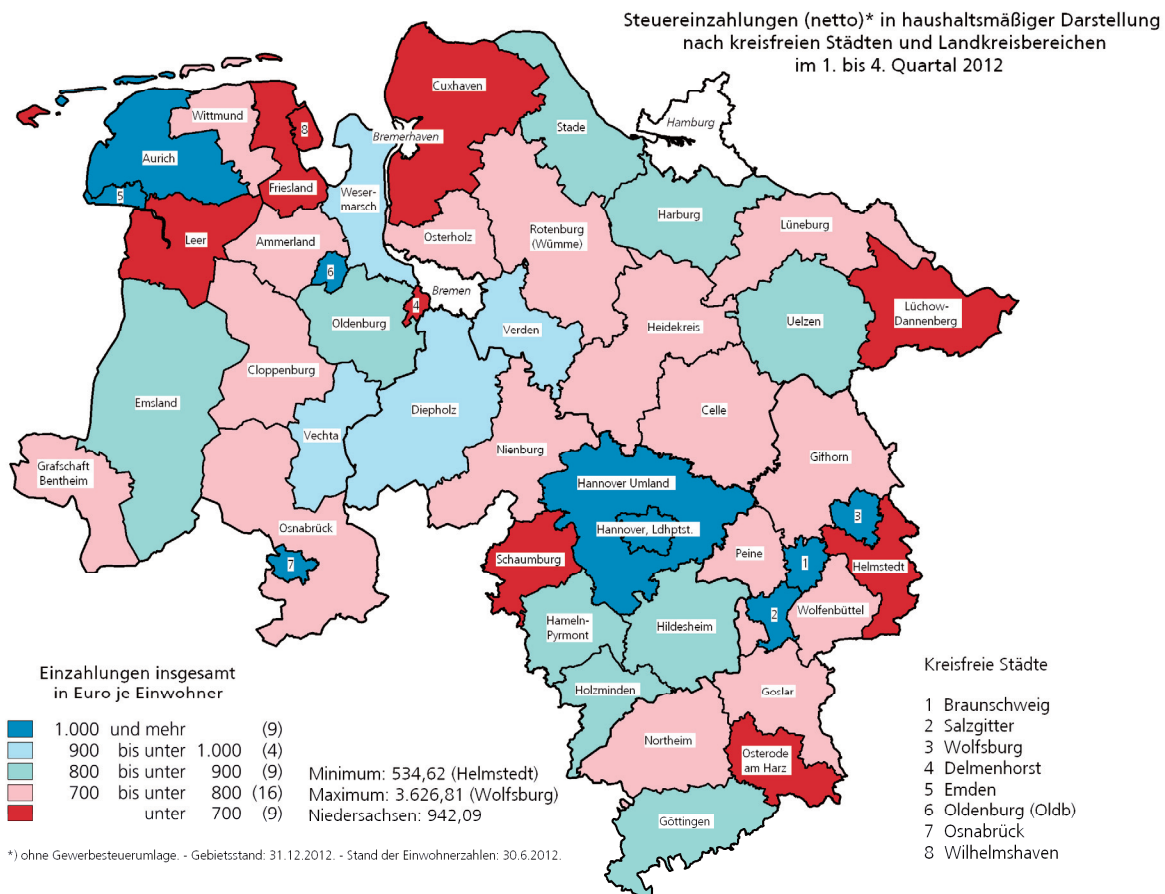 Steuereinzahlungen (netto)* in haushaltsmäßiger Darstellung
nach kreisfreien Städten und Landkreisbereichen
im 1. bis 4. Quartal 2012
Cuxhaven
Hamburg
Wittmund
8
Bremerhaven
Stade
Aurich
5
Friesland
Weser-
marsch
Harburg
Lüneburg
Leer
Ammerland
Osterholz
Rotenburg
(Wümme)
6
Bremen
4
Oldenburg
Verden
Heidekreis
Uelzen
Lüchow-
Dannenberg
Cloppenburg
Emsland
Diepholz
Celle
Vechta
Nienburg
Gifhorn
Grafschaft
Bentheim
Hannover Umland
3
Osnabrück
Hannover, Ldhptst.
Peine
1
Schaumburg
7
Helmstedt
2
Wolfenbüttel
Hameln-
Pyrmont
Hildesheim
Holzminden
Goslar
Northeim
Osterode
am Harz
Göttingen
Einzahlungen insgesamt
in Euro je Einwohner
1.000 und mehr (9)
900 bis unter 1.000 (4)
800 bis unter 900 (9)
700 bis unter 800 (16)
unter 700 (9)
Minimum: 534,62 (Helmstedt)
Maximum: 3.626,81 (Wolfsburg)
Niedersachsen: 942,09
Kreisfreie Städte
1 Braunschweig
2 Salzgitter
3 Wolfsburg
4 Delmenhorst
5 Emden
6 Oldenburg (Oldb)
7 Osnabrück
8 Wilhelmshaven
*) ohne Gewerbesteuerumlage. - Gebietsstand: 31.12.2012. - Stand der Einwohnerzahlen: 30.6.2012.